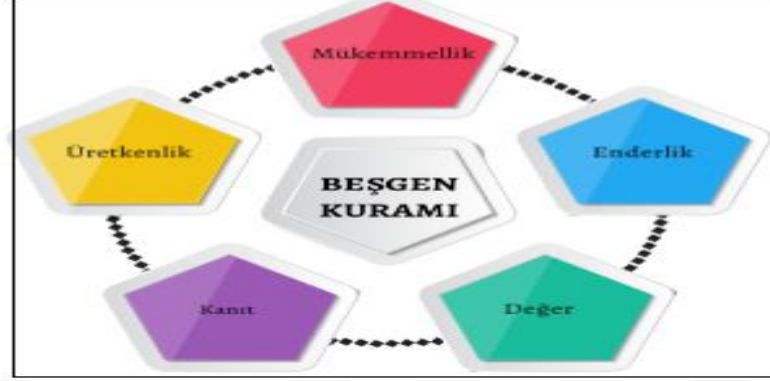 Mükemmellik
Üretkenlik
Enderlik
BEŞGEN
KURAMI
Kanıt
Değer